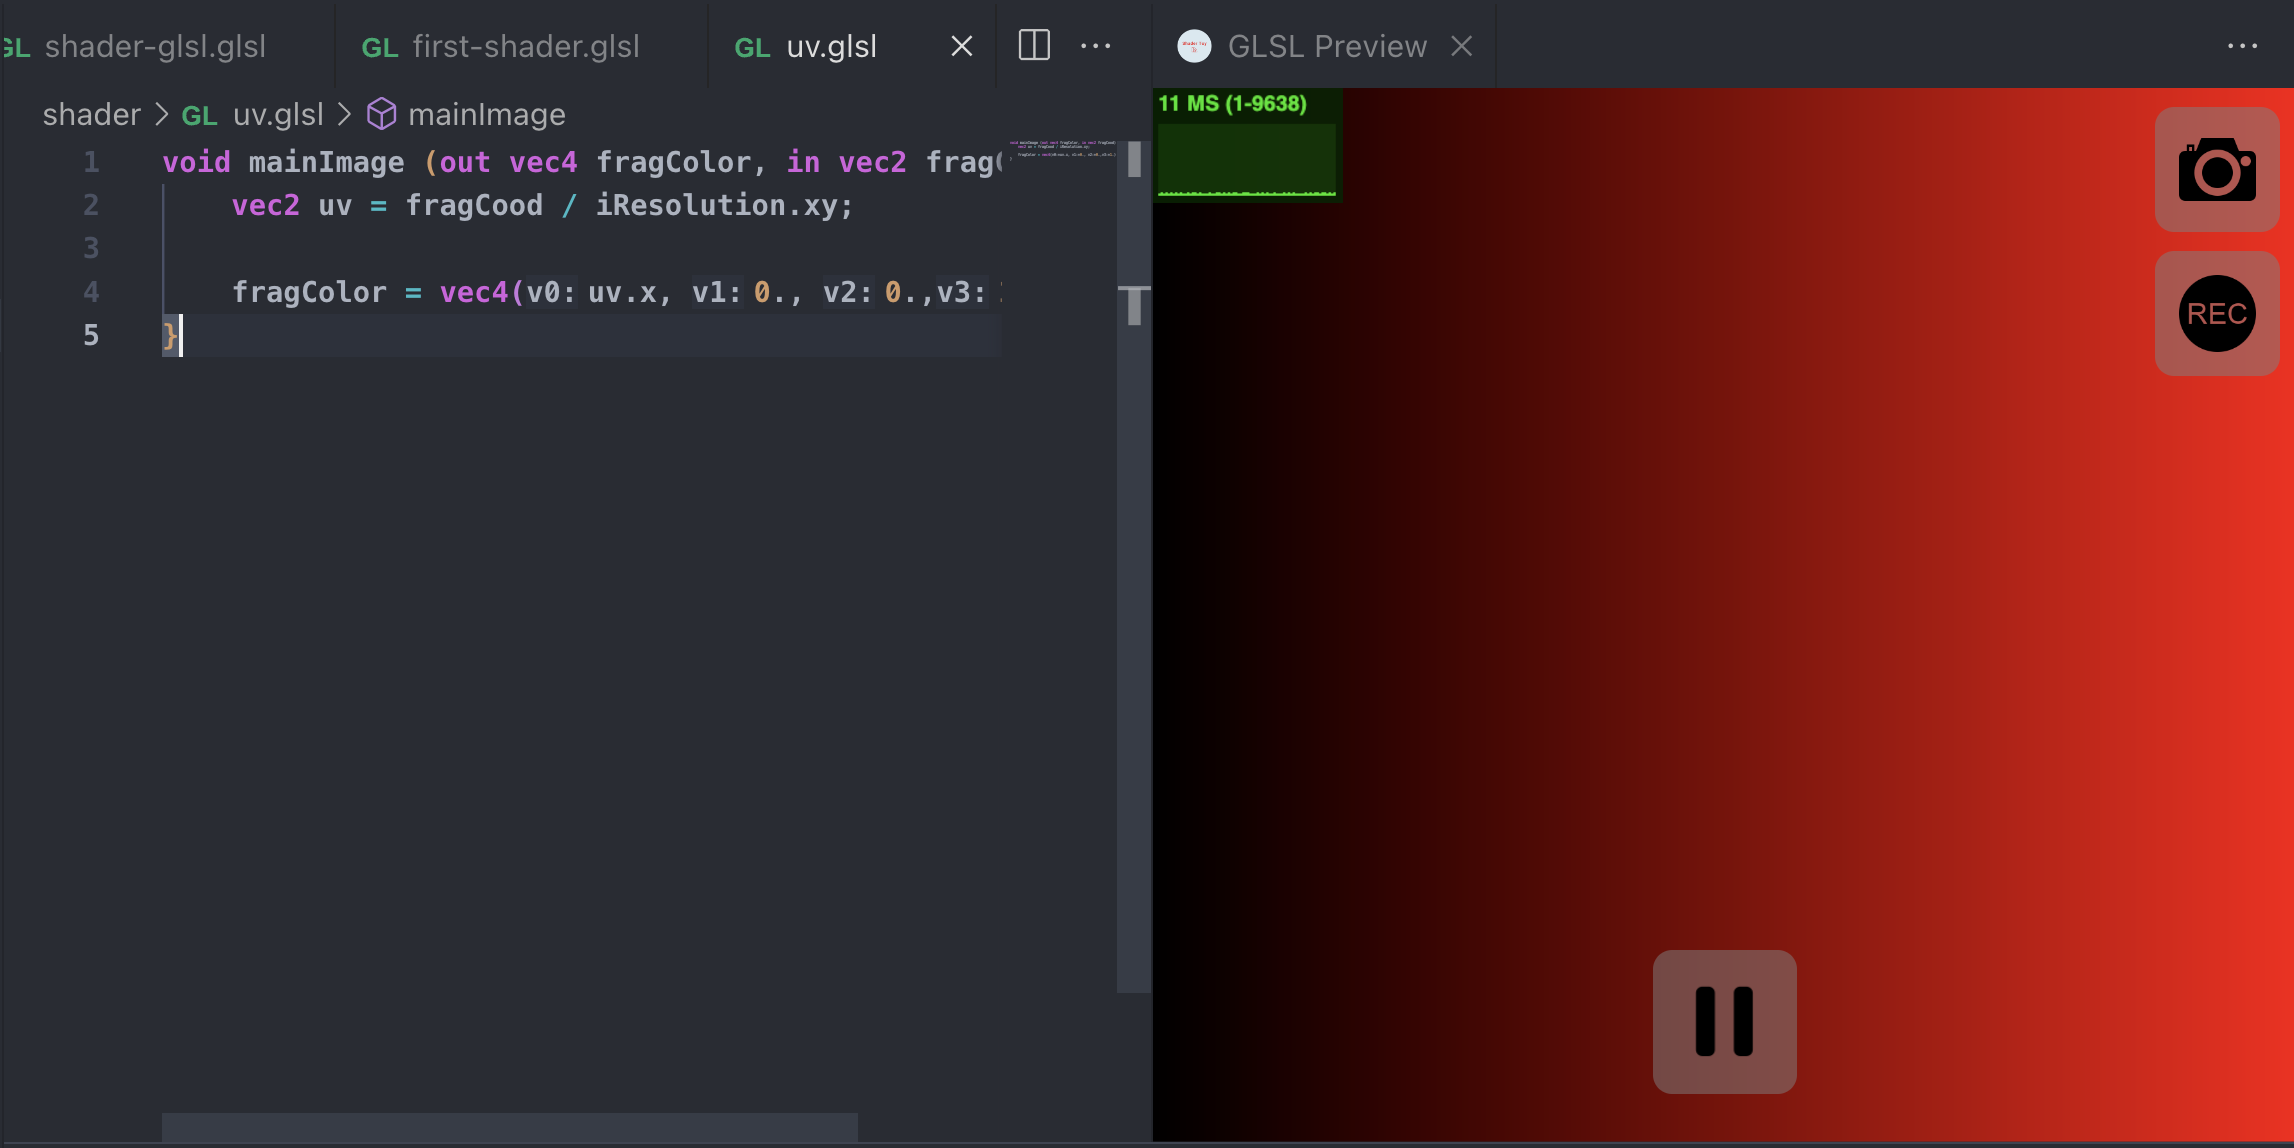 GL shader-glsl.glsl GL first-shader.glsl GL uv.glsl GLSL Preview
shader > GL uv.glsl > mainImage
11 MS (1-9638)
1 void mainImage (out vec4 fragColor, in vec2 frag
2 vec2 uv = fragCood / iResolution.xy;
3
4 fragColor = vec4(v0: uv.x, v1: 0., v2: 0.,v3:
5 }
REC